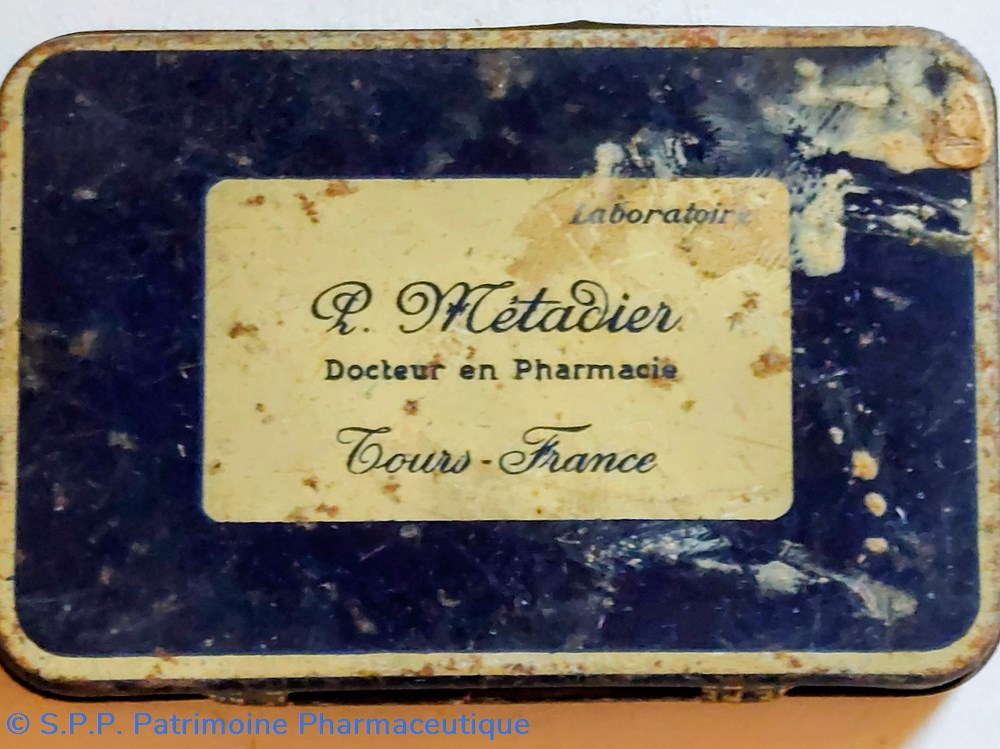 Laboratoire
P. Métadier
Docteur en Pharmacie
Tours - France
© S.P.P. Patrimoine Pharmaceutique